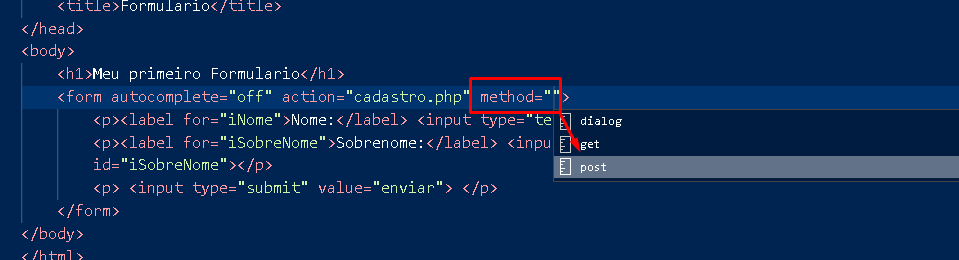 <title>Formulario</title>
</head>
<body>
<h1>Meu primeiro Formulario</h1>
<form autocomplete="off" action="cadastro.php" method="">
<p><label for="iNome">Nome:</label> <input type="te
dialog
<p><label for="iSobreNome">Sobrenome:</label> <inpu
get
id="iSobreNome"></p>
post
<p> <input type="submit" value="enviar"> </p>
</form>
</body>
</html>